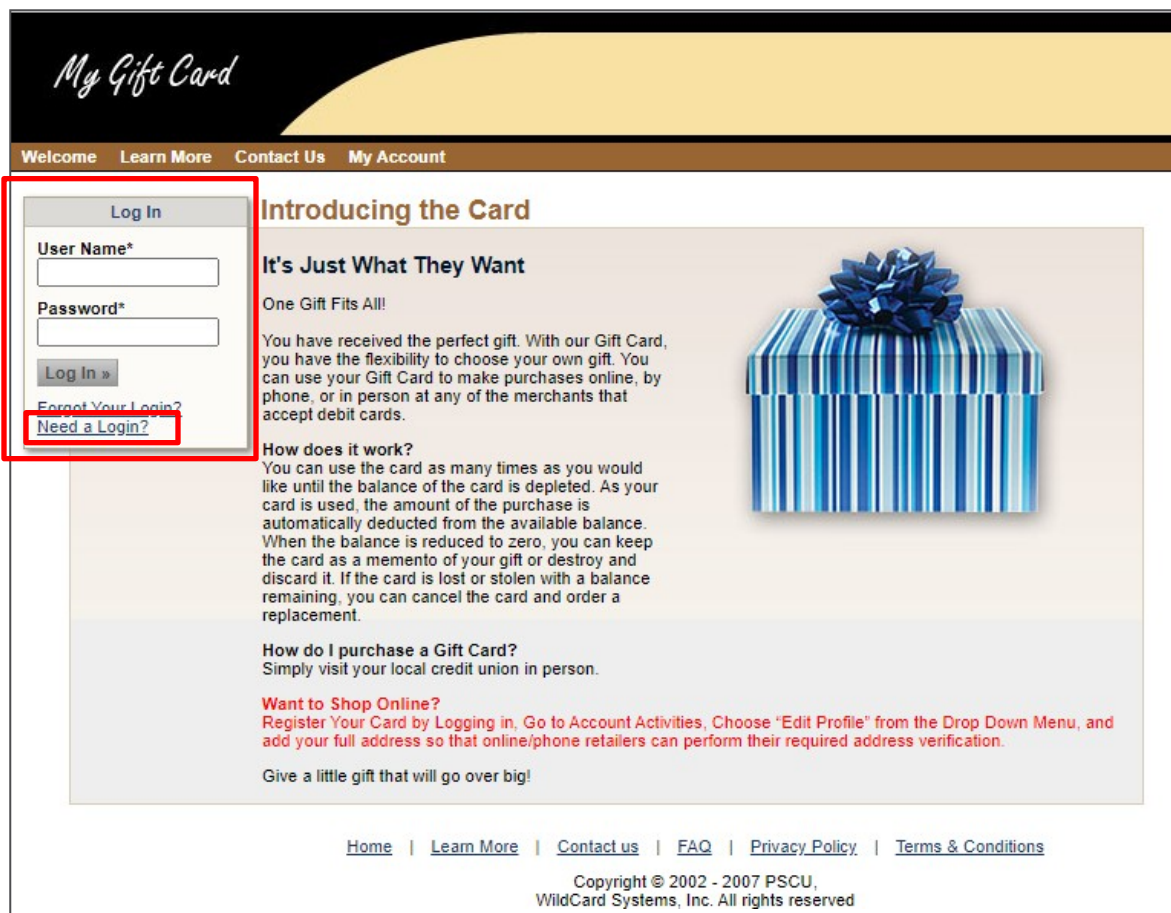 My Gift Card
Welcome Learn More Contact Us My Account
Log In
User Name*
Password*
Log In »
Forgot Your Login?
Need a Login?
Introducing the Card
It's Just What They Want
One Gift Fits All!
You have received the perfect gift. With our Gift Card,
you have the flexibility to choose your own gift. You
can use your Gift Card to make purchases online, by
phone, or in person at any of the merchants that
accept debit cards.
How does it work?
You can use the card as many times as you would
like until the balance of the card is depleted. As your
card is used, the amount of the purchase is
automatically deducted from the available balance.
When the balance is reduced to zero, you can keep
the card as a memento of your gift or destroy and
discard it. If the card is lost or stolen with a balance
remaining, you can cancel the card and order a
replacement.
How do I purchase a Gift Card?
Simply visit your local credit union in person.
Want to Shop Online?
Register Your Card by Logging in, Go to Account Activities, Choose “Edit Profile” from the Drop Down Menu, and
add your full address so that online/phone retailers can perform their required address verification.
Give a little gift that will go over big!
Home | Learn More | Contact us | FAQ | Privacy Policy | Terms & Conditions
Copyright © 2002 - 2007 PSCU,
WildCard Systems, Inc. All rights reserved